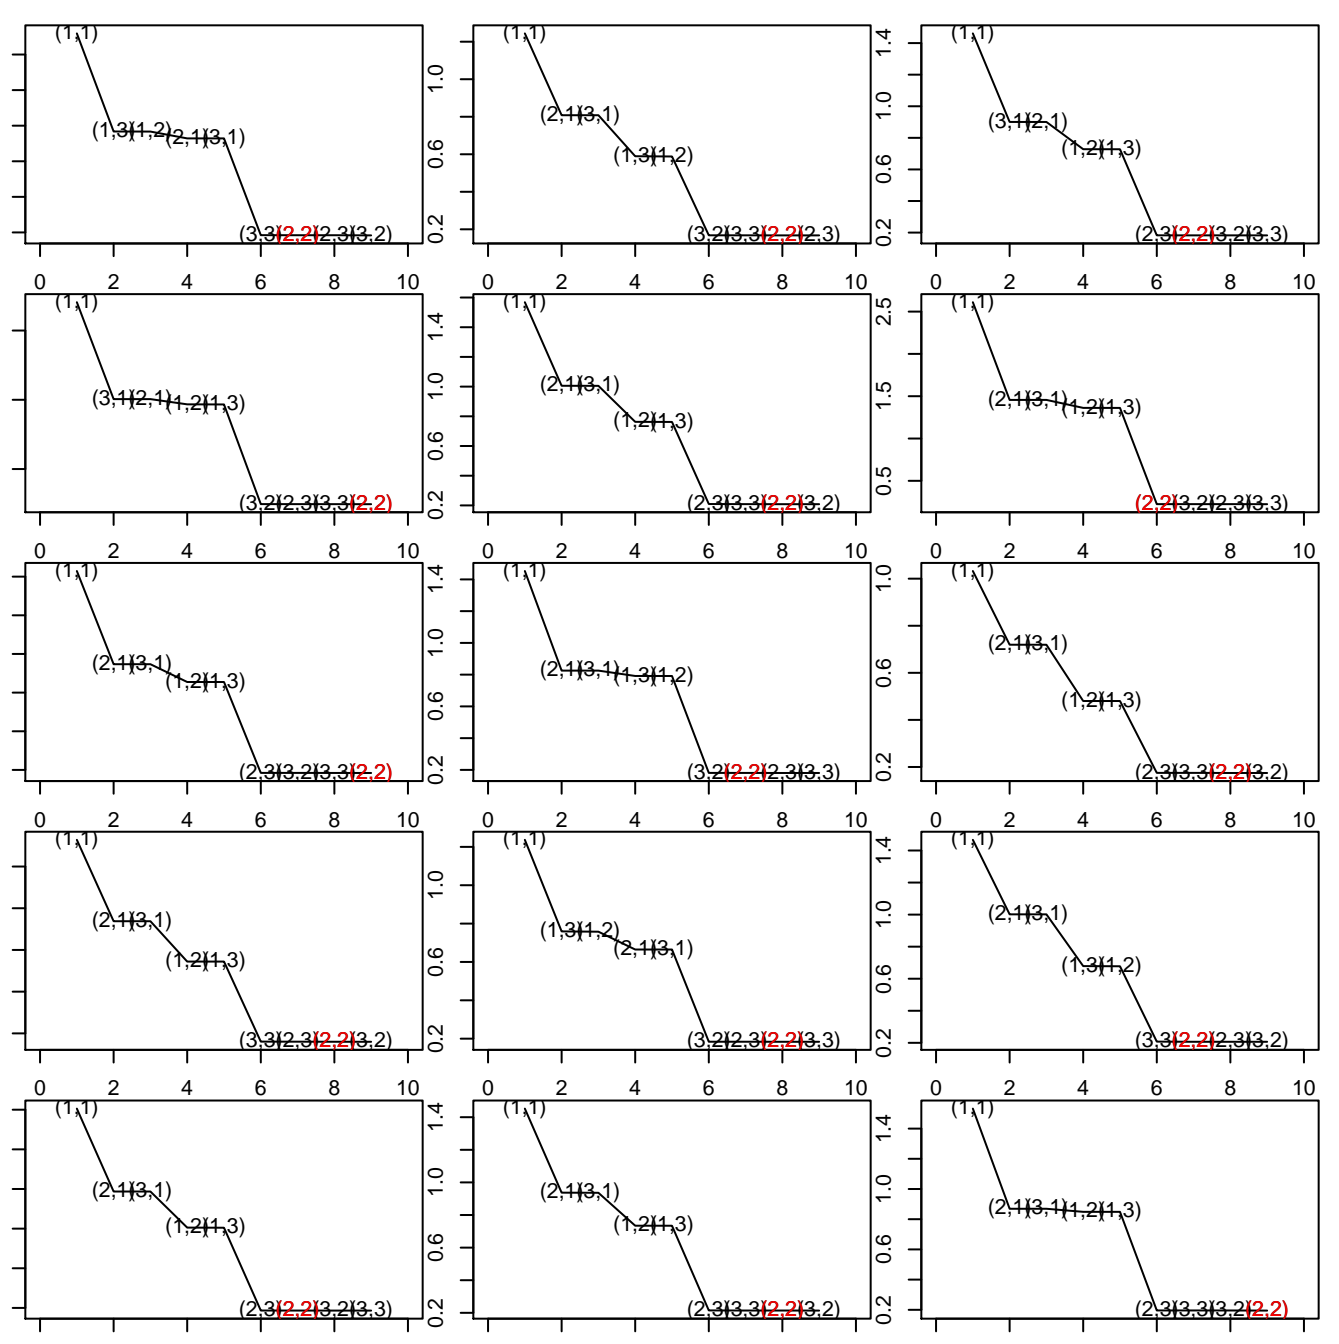 (1,1) (1,1) (1,1)
1.0 0.6 0.2 1.4 1.0 0.6 0.2
(1,3) (1,2) (2,1) (3,1) (2,1) (3,1) (1,3) (1,2) (3,1) (2,1) (1,2) (1,3)
(3,3) (2,2) (2,3) (3,2) (3,2) (3,3) (2,2) (2,3) (2,3) (2,2) (3,2) (3,3)
0 2 4 6 8 10 0 2 4 6 8 10 0 2 4 6 8 10
(1,1) (1,1) (1,1)
1.4 1.0 0.6 0.2 2.5 1.5 0.5
(3,1) (2,1) (1,2) (1,3) (2,1) (3,1) (1,2) (1,3) (2,1) (3,1) (1,2) (1,3)
(3,2) (2,3) (3,3) (2,2) (2,3) (3,3) (2,2) (3,2) (2,2) (3,2) (2,3) (3,3)
0 2 4 6 8 10 0 2 4 6 8 10 0 2 4 6 8 10
(1,1) (1,1) (1,1)
1.4 1.0 0.6 0.2 1.0 0.6 0.2
(2,1) (3,1) (1,2) (1,3) (2,1) (3,1) (1,3) (1,2) (2,1) (3,1) (1,2) (1,3)
(2,3) (3,2) (3,3) (2,2) (3,2) (2,2) (2,3) (3,3) (2,3) (3,3) (2,2) (3,2)
0 2 4 6 8 10 0 2 4 6 8 10 0 2 4 6 8 10
(1,1) (1,1) (1,1)
1.0 0.6 0.2 1.4 1.0 0.6 0.2
(2,1) (3,1) (1,2) (1,3) (1,3) (1,2) (2,1) (3,1) (2,1) (3,1) (1,3) (1,2)
(3,3) (2,3) (2,2) (3,2) (3,2) (2,3) (2,2) (3,3) (3,3) (2,2) (2,3) (3,2)
0 2 4 6 8 10 0 2 4 6 8 10 0 2 4 6 8 10
(1,1) (1,1) (1,1)
1.4 1.0 0.6 0.2 1.4 1.0 0.6 0.2
(2,1) (3,1) (1,2) (1,3) (2,1) (3,1) (1,2) (1,3) (2,1) (3,1) (1,2) (1,3)
(2,3) (2,2) (3,2) (3,3) (2,3) (3,3) (2,2) (3,2) (2,3) (3,3) (3,2) (2,2)